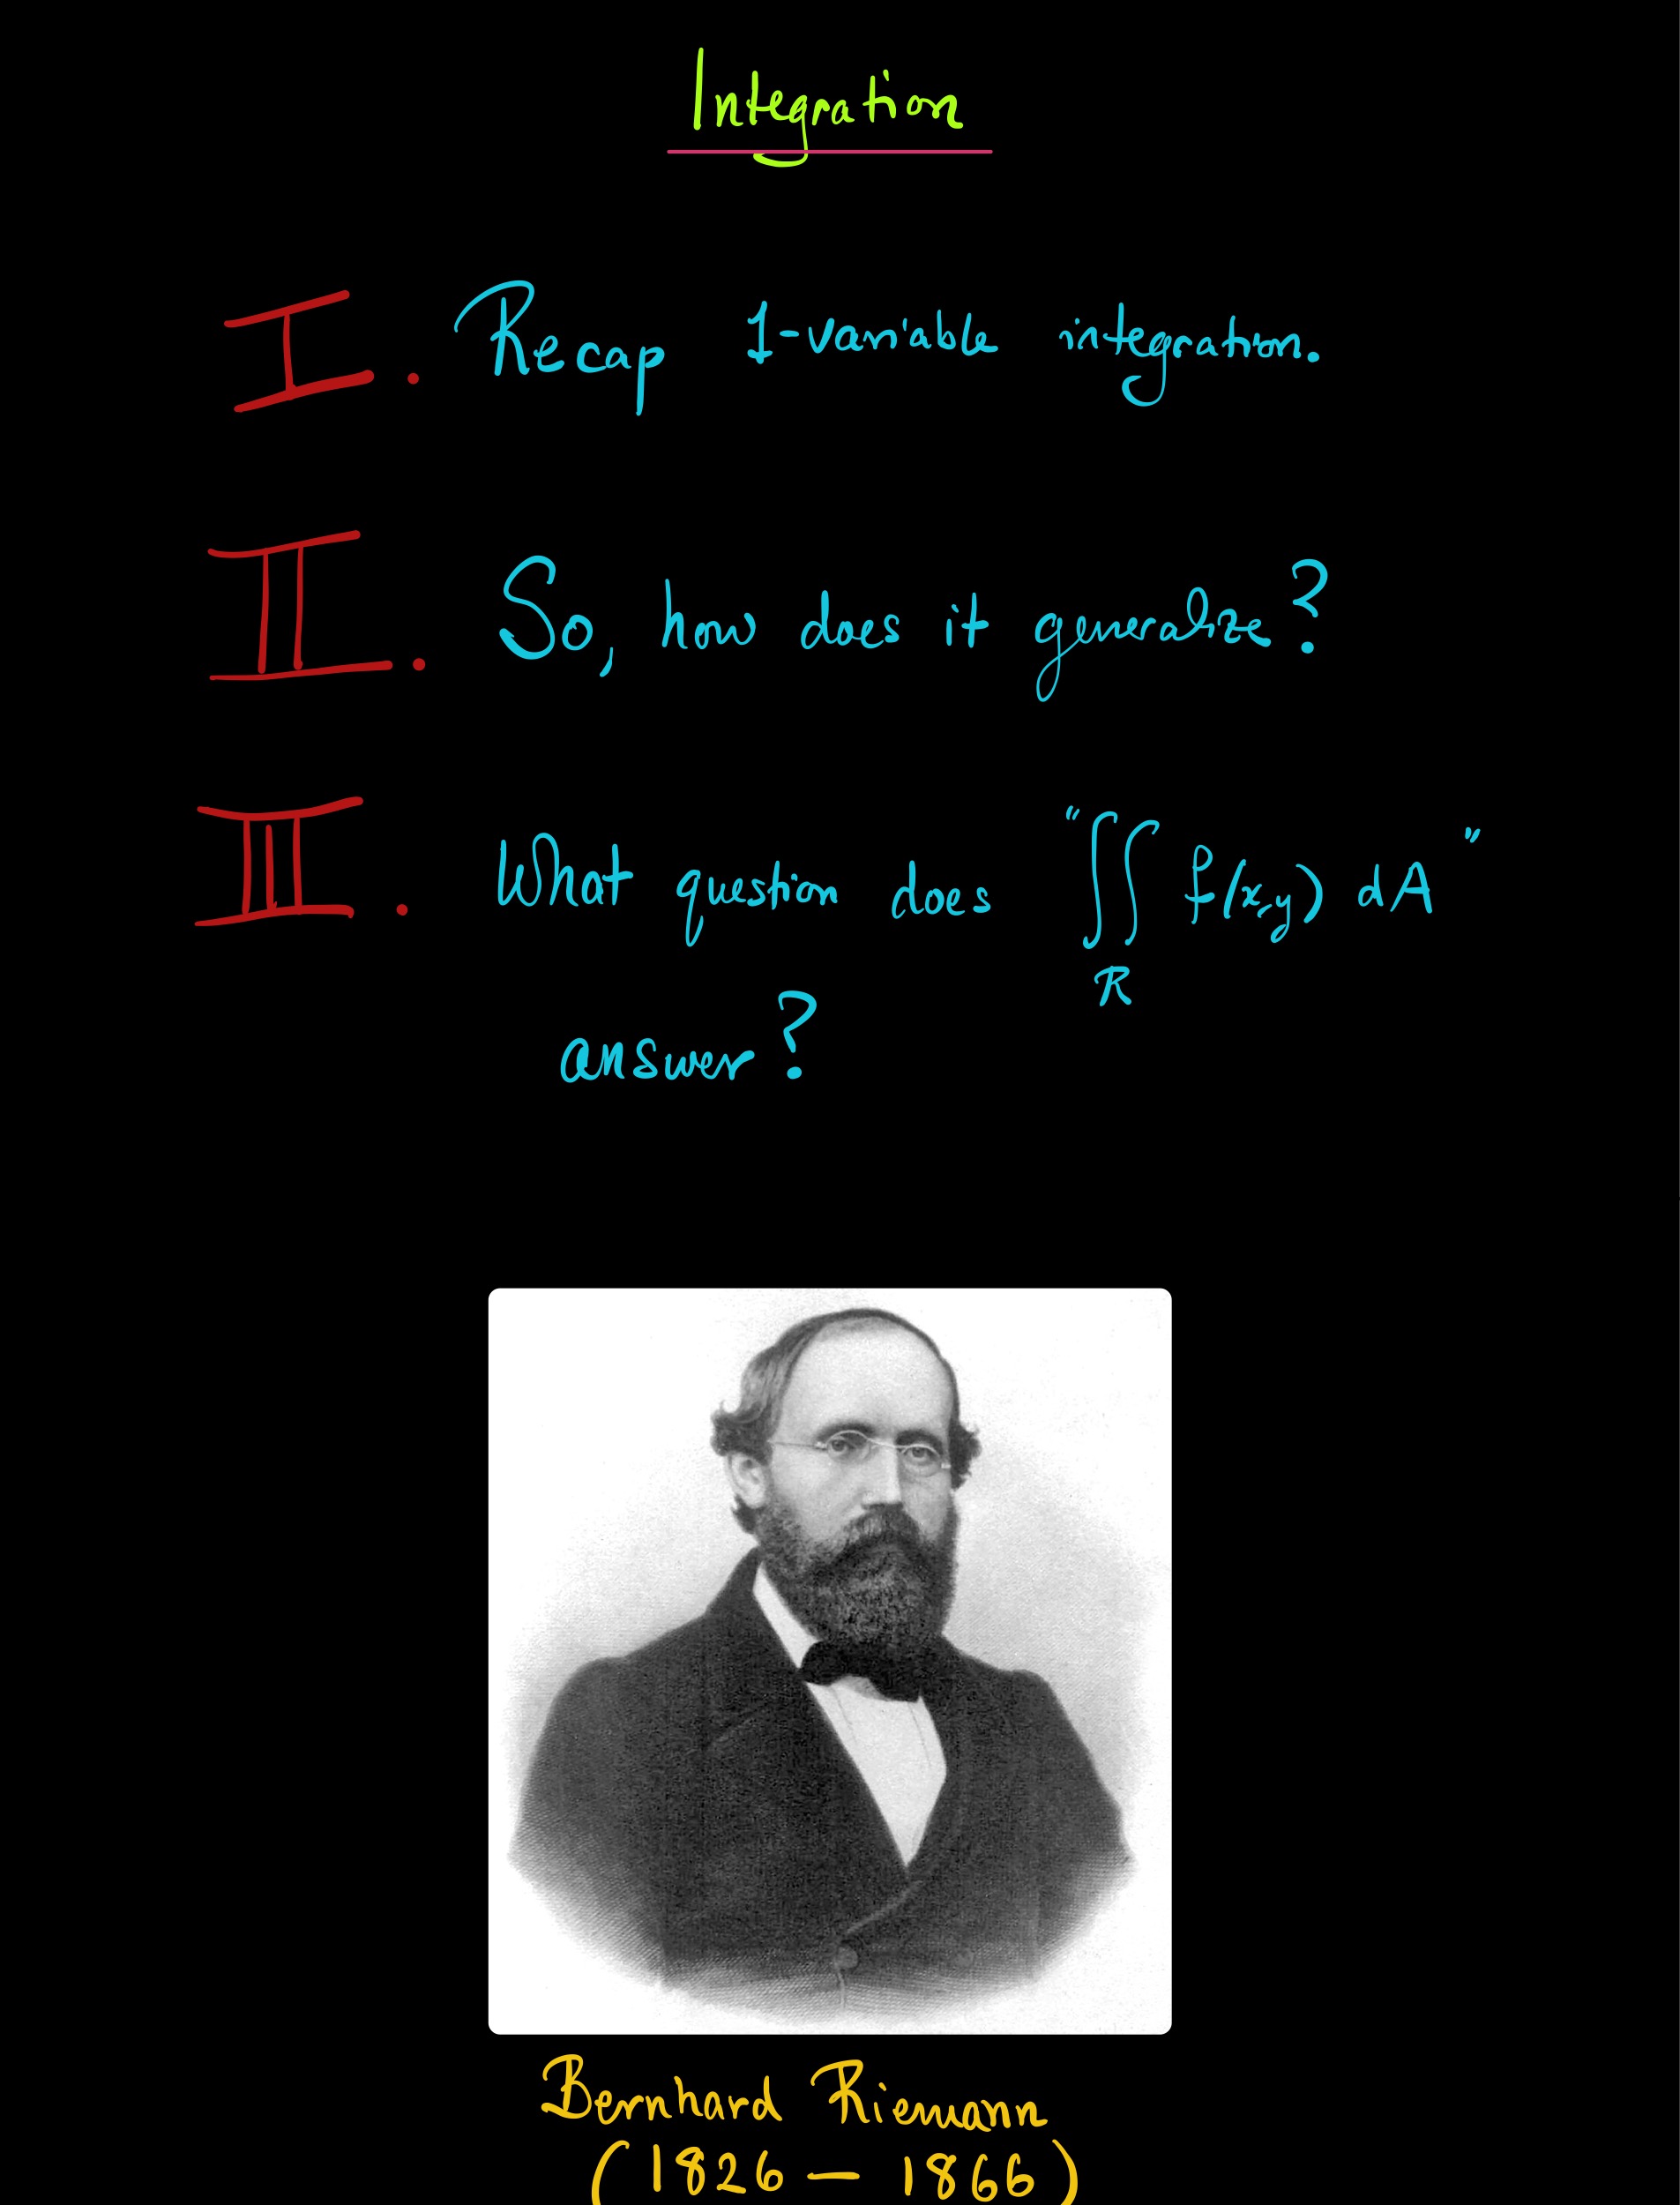 Integration
I. Recap 1-variable integration.
II. So, how does it generalize?
III. What question does "∬ f(x,y) dA"
R
answer?
Bernhard Riemann
(1826 — 1866)